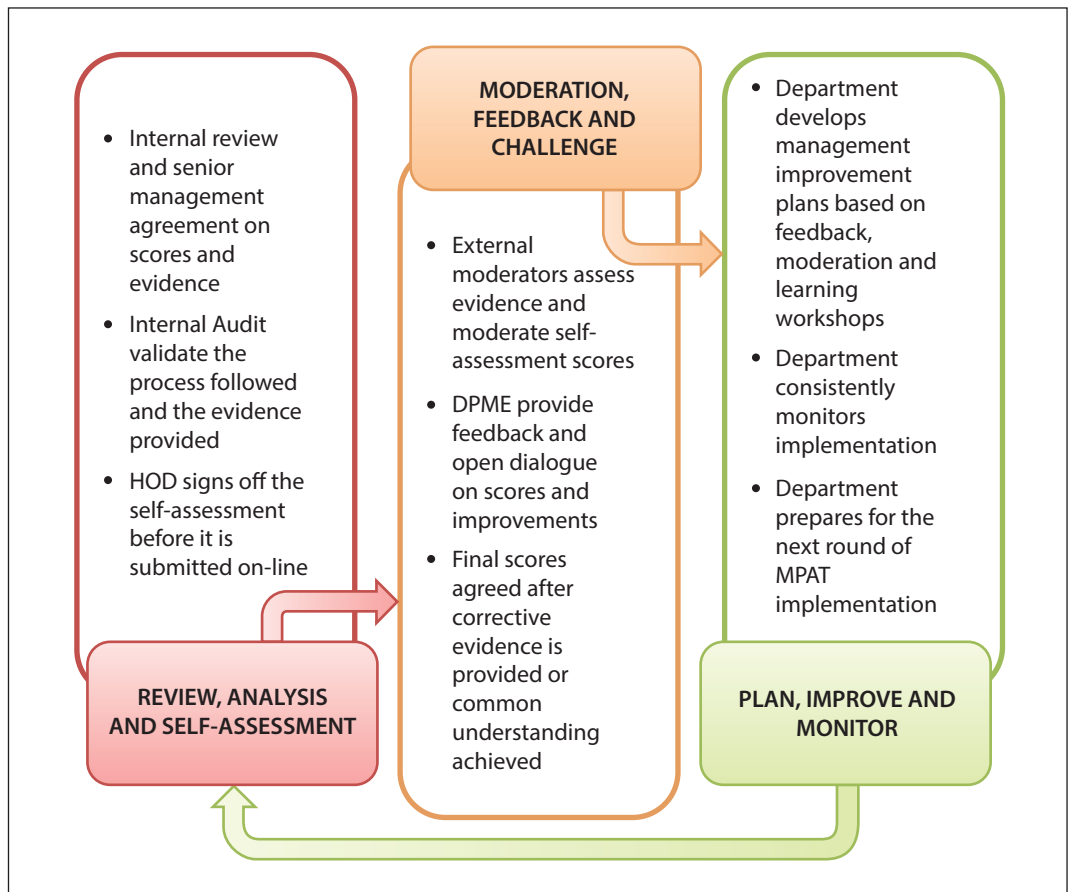 • Internal review
and senior
management
agreement on
scores and
evidence
• Internal Audit
validate the
process followed
and the evidence
provided
• HOD signs off the
self-assessment
before it is
submitted on-line
REVIEW, ANALYSIS
AND SELF-ASSESSMENT
MODERATION,
FEEDBACK AND
CHALLENGE
• External
moderators assess
evidence and
moderate self-
assessment scores
• DPME provide
feedback and
open dialogue
on scores and
improvements
• Final scores
agreed after
corrective
evidence is
provided or
common
understanding
achieved
• Department
develops
management
improvement
plans based on
feedback,
moderation and
learning
workshops
• Department
consistently
monitors
implementation
• Department
prepares for the
next round of
MPAT
implementation
PLAN, IMPROVE AND
MONITOR